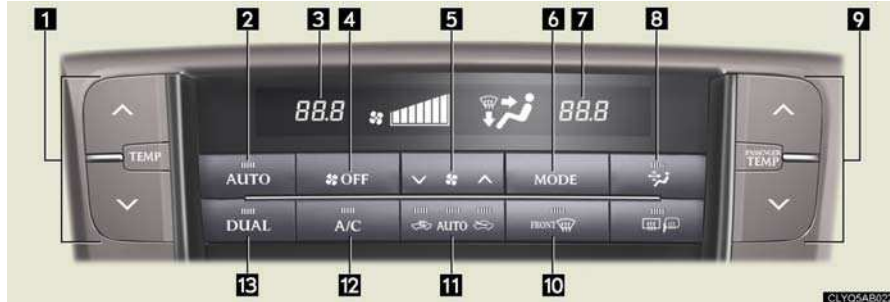 1 2 3 4 5 6 7 8 9
88.8 88.8
TEMP PASSENGER TEMP
AUTO OFF MODE
DUAL A/C AUTO FRONT
13 12 11 10
CLYO5AB027